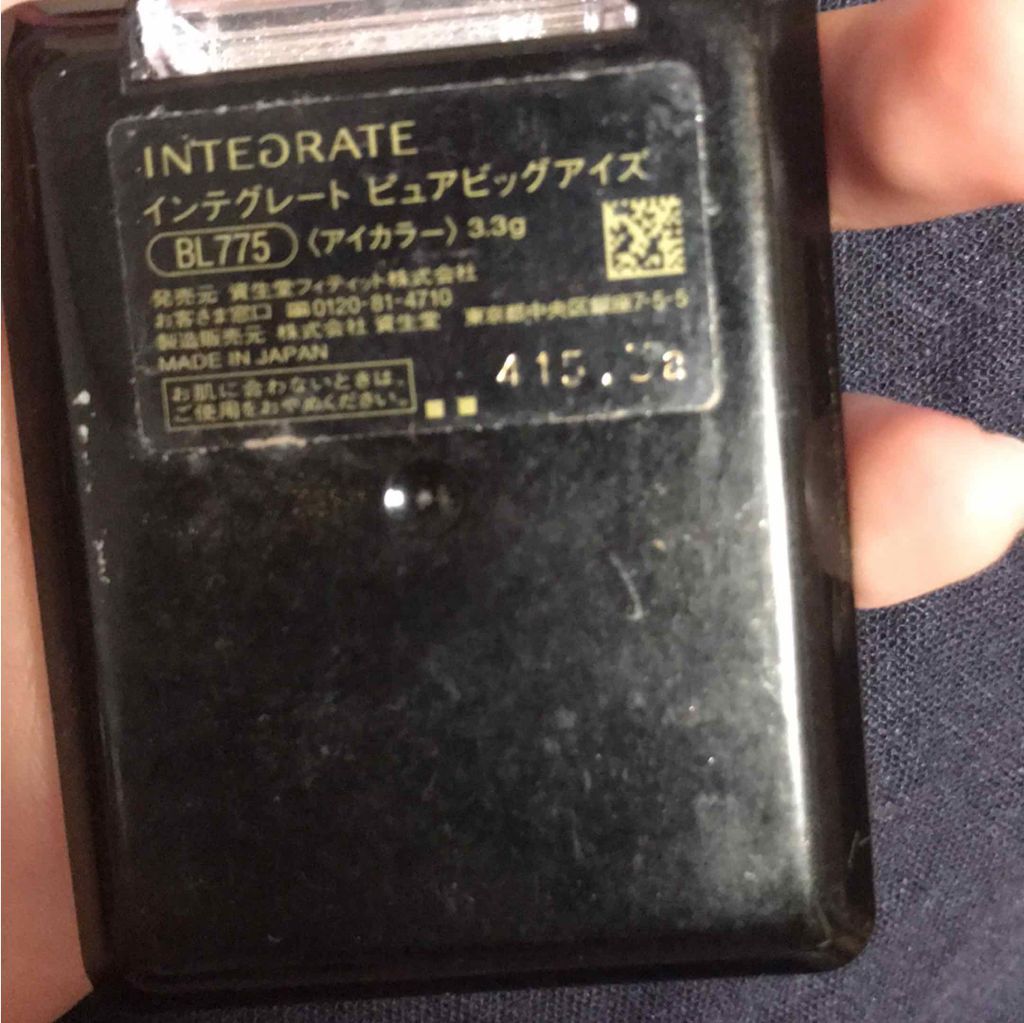 INTEGRATE
インテグレート ピュアビッグアイズ
BL775 〈アイカラー〉 3.3g
発売元 資生堂フィティット株式会社
お客さま窓口 0120-81-4710
製造販売元 株式会社 資生堂 東京都中央区銀座7-5-5
MADE IN JAPAN
お肌に合わないときは、
ご使用をおやめください。